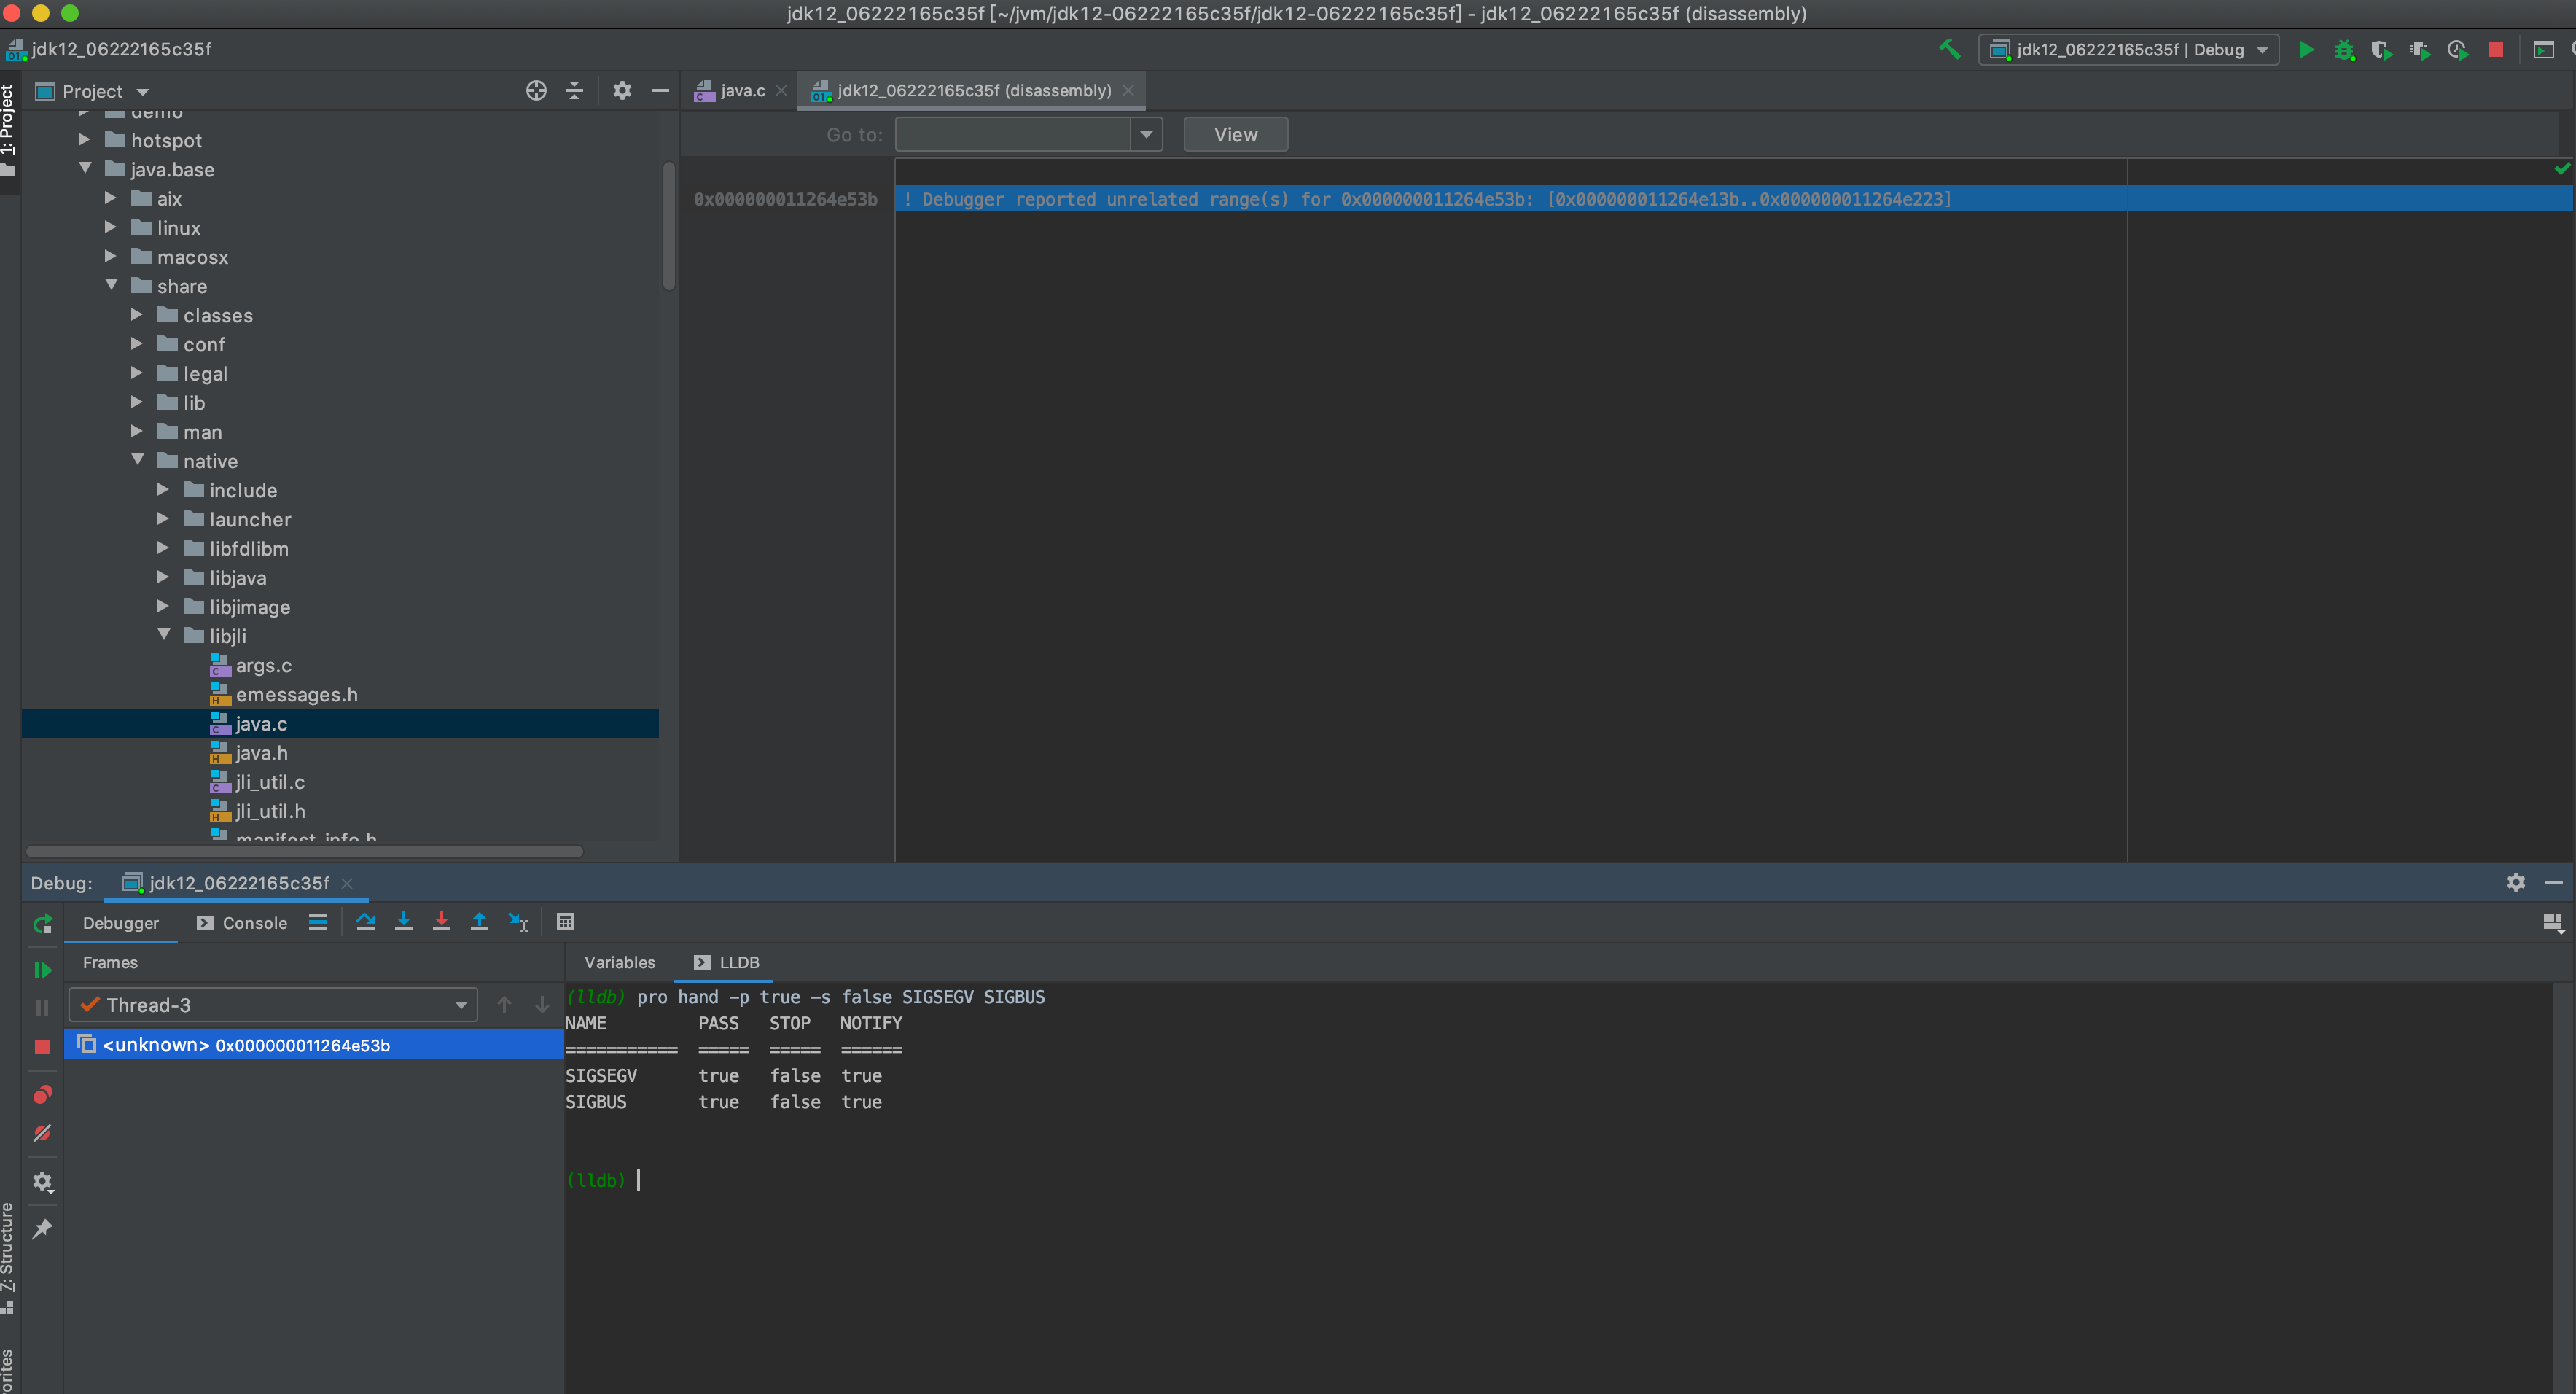 jdk12_06222165c35f [~/jvm/jdk12-06222165c35f/jdk12-06222165c35f] - jdk12_06222165c35f (disassembly)
jdk12_06222165c35f
jdk12_06222165c35f | Debug
1: Project
Project
java.c
jdk12_06222165c35f (disassembly)
demo
hotspot
java.base
aix
linux
macosx
share
classes
conf
legal
lib
man
native
include
launcher
libfdlibm
libjava
libjimage
libjli
args.c
emessages.h
java.c
java.h
jli_util.c
jli_util.h
manifest_info.h
Go to:
View
0x000000011264e53b
! Debugger reported unrelated range(s) for 0x000000011264e53b: [0x000000011264e13b..0x000000011264e223]
Debug:
jdk12_06222165c35f
Debugger
Console
Frames
Thread-3
<unknown> 0x000000011264e53b
Variables
LLDB
(lldb) pro hand -p true -s false SIGSEGV SIGBUS
NAME PASS STOP NOTIFY
=========== ===== ===== ======
SIGSEGV true false true
SIGBUS true false true
(lldb)
7: Structure
orites